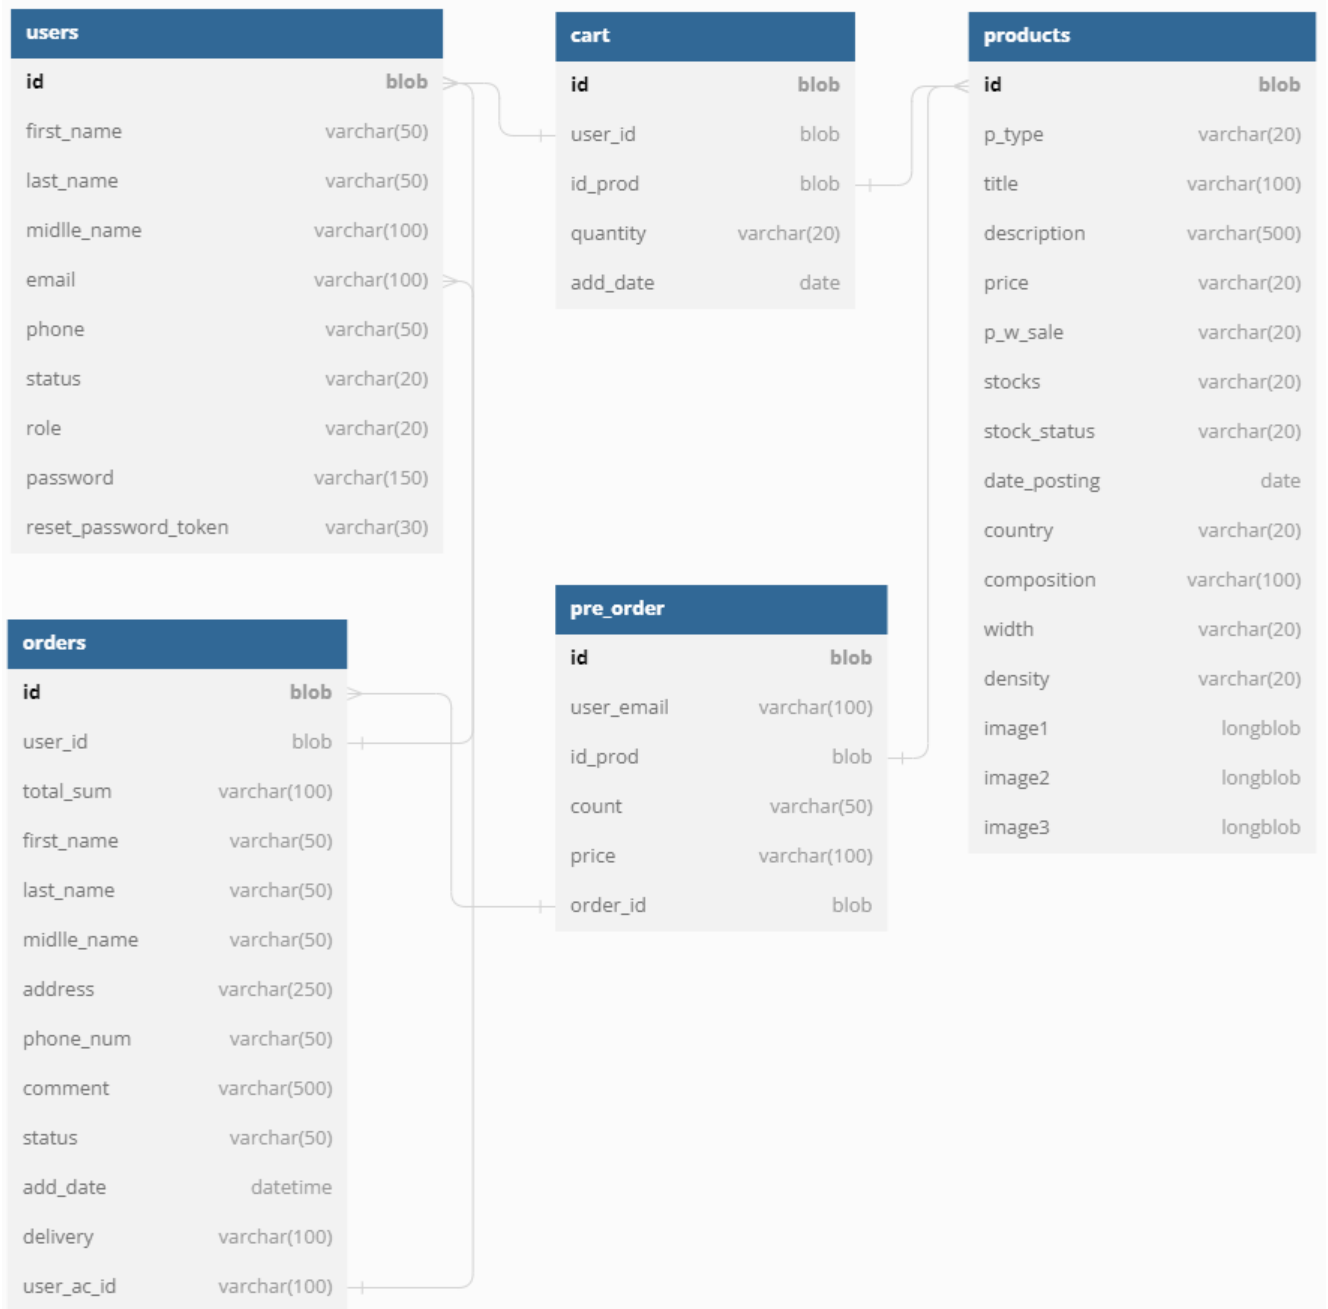 users
id blob
first_name varchar(50)
last_name varchar(50)
midlle_name varchar(100)
email varchar(100)
phone varchar(50)
status varchar(20)
role varchar(20)
password varchar(150)
reset_password_token varchar(30)
cart
id blob
user_id blob
id_prod blob
quantity varchar(20)
add_date date
products
id blob
p_type varchar(20)
title varchar(100)
description varchar(500)
price varchar(20)
p_w_sale varchar(20)
stocks varchar(20)
stock_status varchar(20)
date_posting date
country varchar(20)
composition varchar(100)
width varchar(20)
density varchar(20)
image1 longblob
image2 longblob
image3 longblob
orders
id blob
user_id blob
total_sum varchar(100)
first_name varchar(50)
last_name varchar(50)
midlle_name varchar(50)
address varchar(250)
phone_num varchar(50)
comment varchar(500)
status varchar(50)
add_date datetime
delivery varchar(100)
user_ac_id varchar(100)
pre_order
id blob
user_email varchar(100)
id_prod blob
count varchar(50)
price varchar(100)
order_id blob